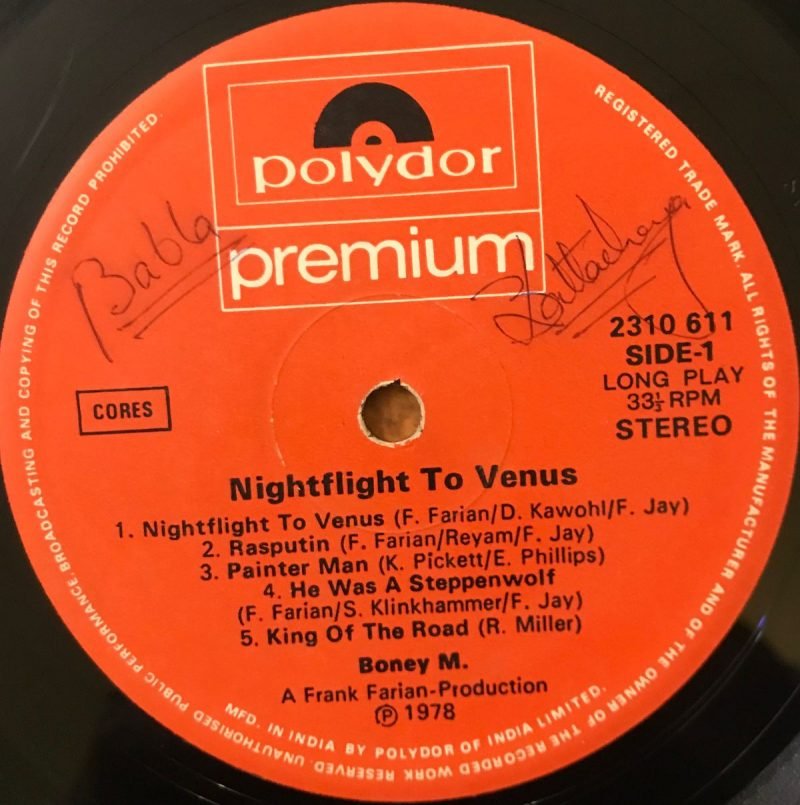 polydor
premium
Babla
Bhattacharya
2310 611
SIDE-1
LONG PLAY
33⅓ RPM
STEREO
CORES
Nightflight To Venus
1. Nightflight To Venus (F. Farian/D. Kawohl/F. Jay)
2. Rasputin (F. Farian/Reyam/F. Jay)
3. Painter Man (K. Pickett/E. Phillips)
4. He Was A Steppenwolf
(F. Farian/S. Klinkhammer/F. Jay)
5. King Of The Road (R. Miller)
Boney M.
A Frank Farian-Production
℗ 1978
MFD. IN INDIA BY POLYDOR OF INDIA LIMITED.
REGISTERED TRADE MARK. ALL RIGHTS OF THE MANUFACTURER AND OF THE OWNER OF THE RECORDED WORK RESERVED. UNAUTHORISED PUBLIC PERFORMANCE BROADCASTING AND COPYING OF THIS RECORD PROHIBITED.